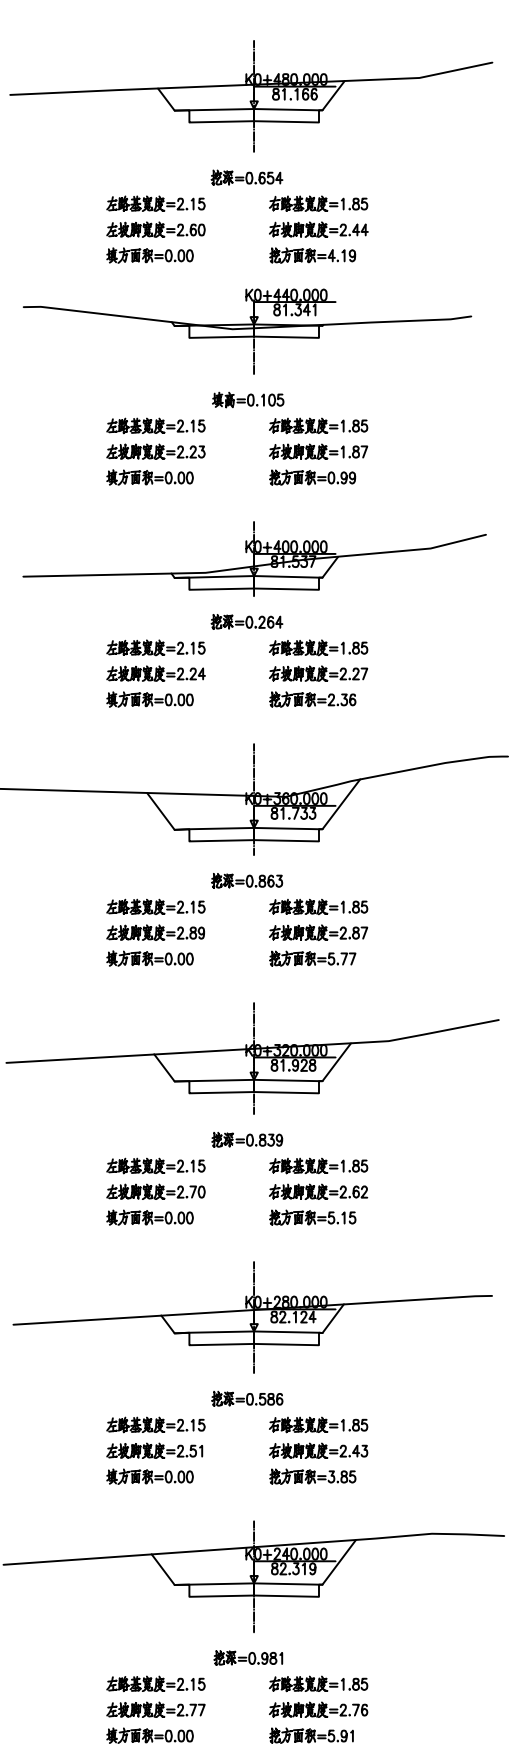 K0+480.000
81.166
挖深=0.654
左路基宽度=2.15 右路基宽度=1.85
左坡脚宽度=2.60 右坡脚宽度=2.44
填方面积=0.00 挖方面积=4.19
K0+440.000
81.341
填高=0.105
左路基宽度=2.15 右路基宽度=1.85
左坡脚宽度=2.23 右坡脚宽度=1.87
填方面积=0.00 挖方面积=0.99
K0+400.000
81.537
挖深=0.264
左路基宽度=2.15 右路基宽度=1.85
左坡脚宽度=2.24 右坡脚宽度=2.27
填方面积=0.00 挖方面积=2.36
K0+360.000
81.733
挖深=0.863
左路基宽度=2.15 右路基宽度=1.85
左坡脚宽度=2.89 右坡脚宽度=2.87
填方面积=0.00 挖方面积=5.77
K0+320.000
81.928
挖深=0.839
左路基宽度=2.15 右路基宽度=1.85
左坡脚宽度=2.70 右坡脚宽度=2.62
填方面积=0.00 挖方面积=5.15
K0+280.000
82.124
挖深=0.586
左路基宽度=2.15 右路基宽度=1.85
左坡脚宽度=2.51 右坡脚宽度=2.43
填方面积=0.00 挖方面积=3.85
K0+240.000
82.319
挖深=0.981
左路基宽度=2.15 右路基宽度=1.85
左坡脚宽度=2.77 右坡脚宽度=2.76
填方面积=0.00 挖方面积=5.91